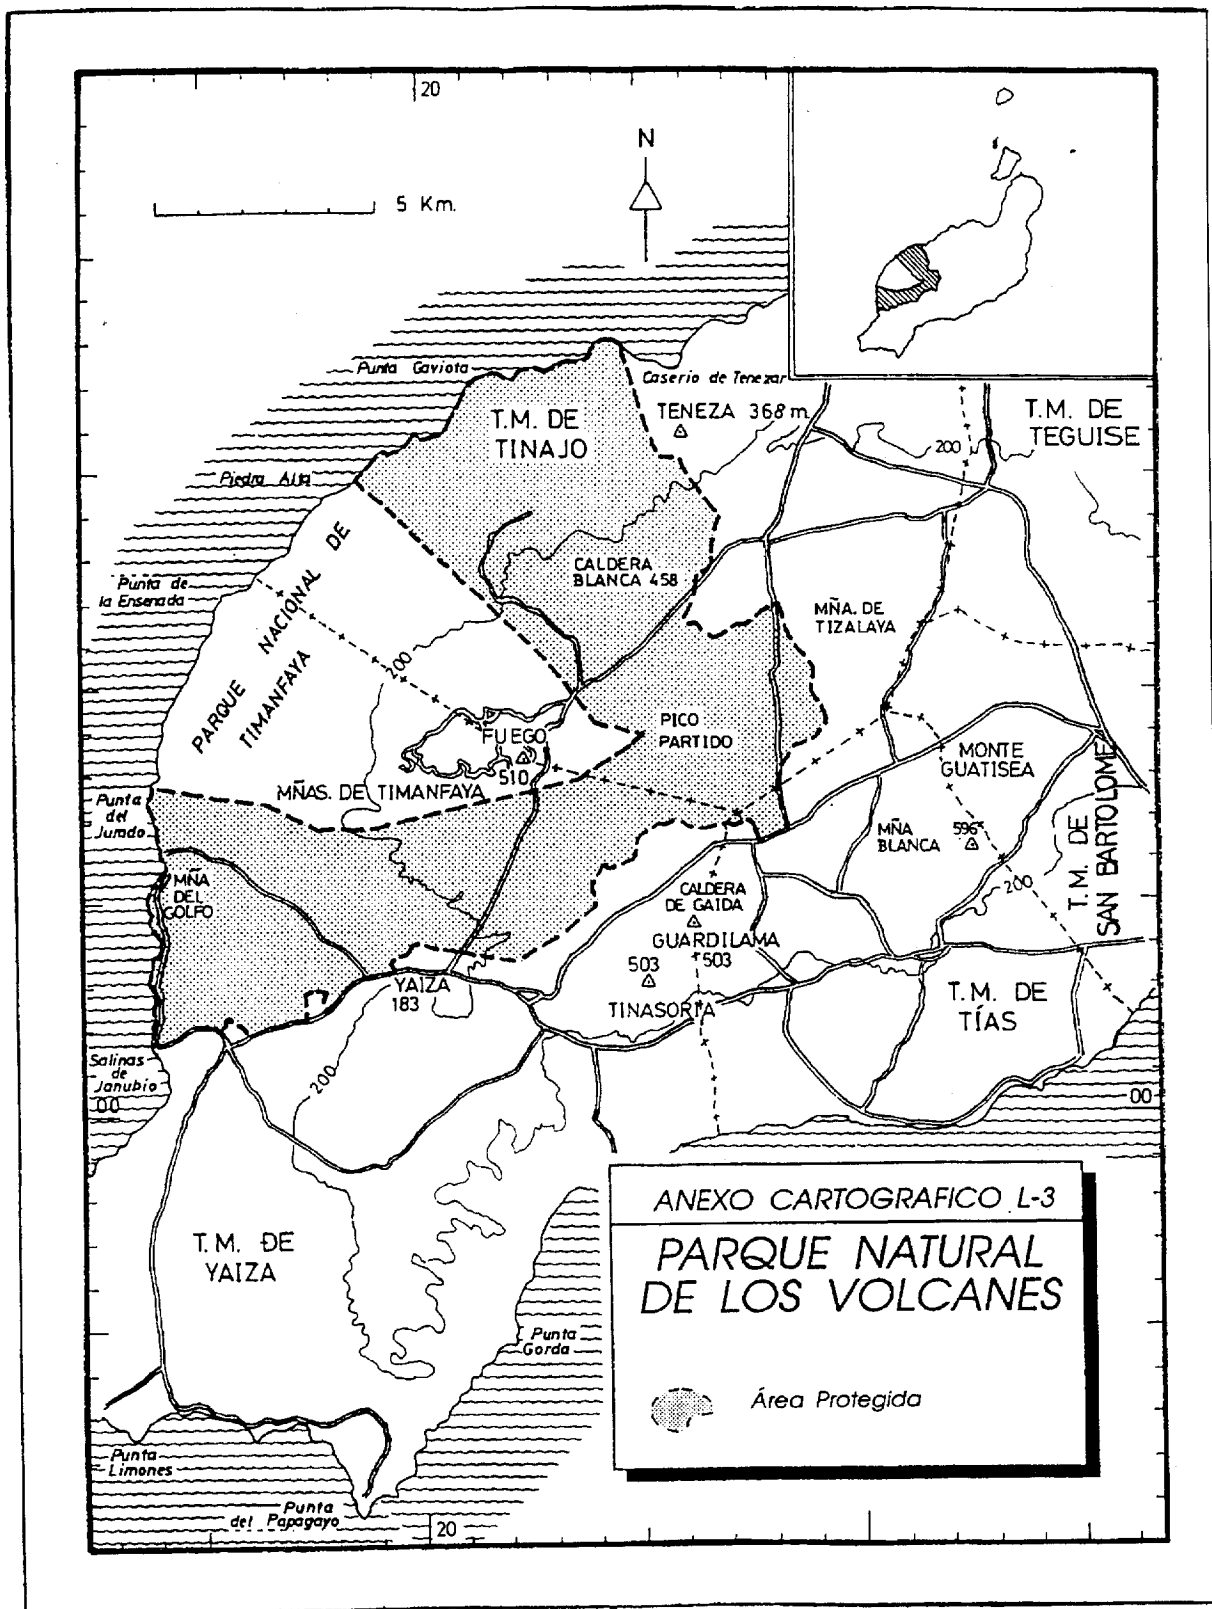 20
N
5 Km.
Punta Gaviota
Caserio de Tenezar
TENEZA 368 m.
T.M. DE
TINAJO
T.M. DE
TEGUISE
200
Piedra Alta
PARQUE NACIONAL DE
TIMANFAYA
CALDERA
BLANCA 458
Punta de
la Ensenada
MÑA. DE
TIZALAYA
200
PICO
PARTIDO
FUEGO
510
MONTE
GUATISEA
MÑAS. DE TIMANFAYA
Punta
del
Jurado
MÑA
BLANCA
596
T.M. DE
SAN BARTOLOME
MÑA
DEL
GOLFO
CALDERA
DE GAIDA
200
GUARDILAMA
503
503
YAIZA
183
TINASORIA
T.M. DE
TÍAS
Salinas
de
Janubio
200
00
00
T.M. DE
YAIZA
Punta
Gorda
Punta
Limones
Punta
del Papagayo
20
ANEXO CARTOGRAFICO L-3
PARQUE NATURAL
DE LOS VOLCANES
Área Protegida